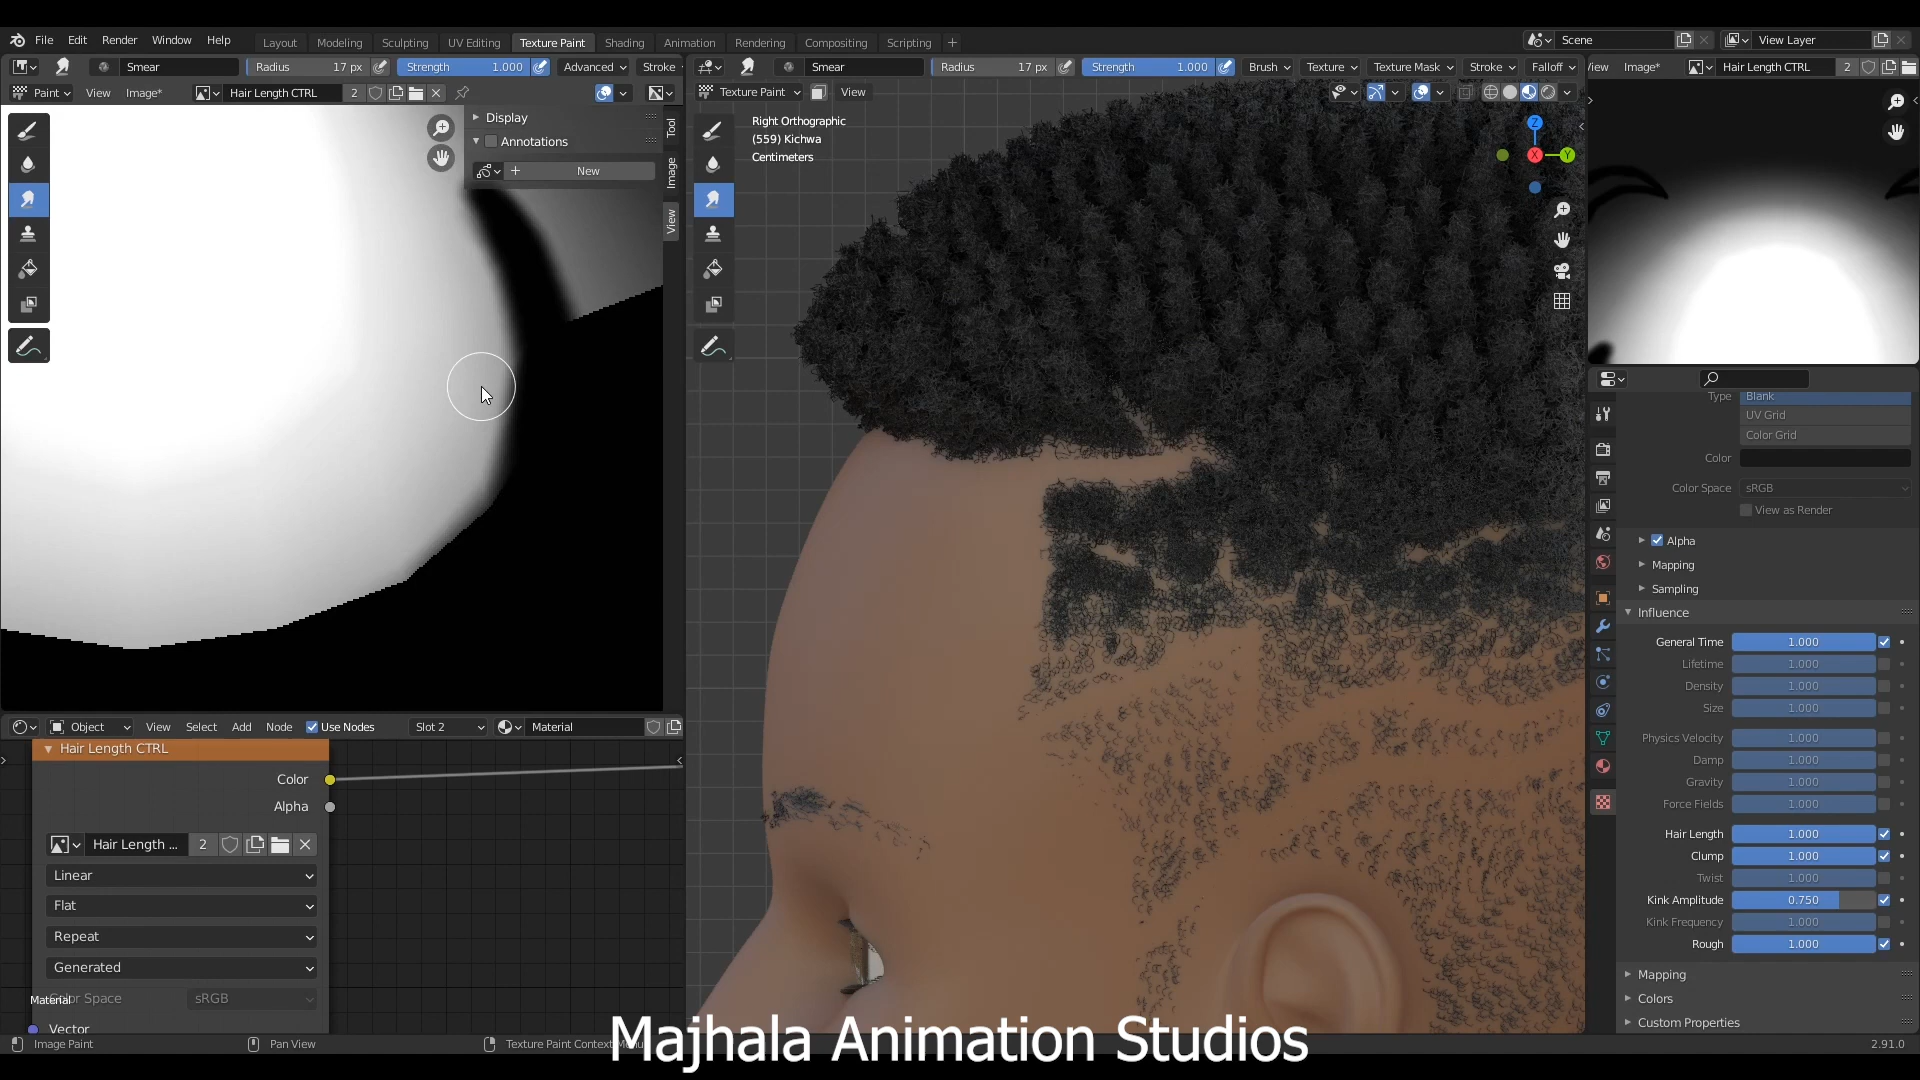 File Edit Render Window Help Layout Modeling Sculpting UV Editing Texture Paint Shading Animation Rendering Compositing Scripting + Scene View Layer
Smear Radius 17 px Strength 1.000 Advanced Stroke
Smear Radius 17 px Strength 1.000 Brush Texture Texture Mask Stroke Falloff
View Image* Hair Length CTRL 2
Paint View Image* Hair Length CTRL 2
Texture Paint View
Display
Annotations
New
Tool
Image
View
Right Orthographic
(559) Kichwa
Centimeters
Z
X
Y
Type Blank
UV Grid
Color Grid
Color
Color Space sRGB
View as Render
Alpha
Mapping
Sampling
Influence
General Time 1.000
Lifetime 1.000
Density 1.000
Size 1.000
Physics Velocity 1.000
Damp 1.000
Gravity 1.000
Force Fields 1.000
Hair Length 1.000
Clump 1.000
Twist 1.000
Kink Amplitude 0.750
Kink Frequency 1.000
Rough 1.000
Mapping
Colors
Custom Properties
Object View Select Add Node Use Nodes Slot 2 Material
Hair Length CTRL
Color
Alpha
Hair Length ... 2
Linear
Flat
Repeat
Generated
Material
Space sRGB
Vector
Image Paint Pan View Texture Paint Context
2.91.0
Majhala Animation Studios